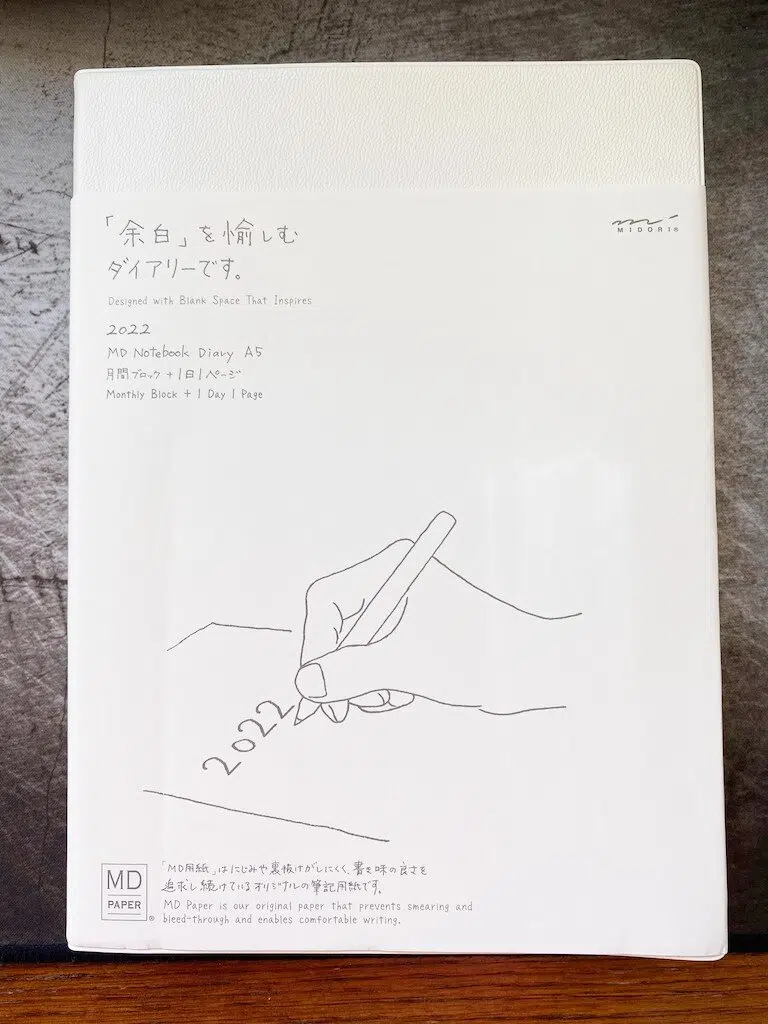 「余白」を愉しむ
ダイアリーです。
Designed with Blank Space That Inspires
2022
MD Notebook Diary A5
月間ブロック + 1日1ページ
Monthly Block + 1 Day 1 Page
MIDORI®
2022
MD
PAPER®
「MD用紙」はにじみや裏抜けがしにくく、書き味の良さを
追求し続けているオリジナルの筆記用紙です。
MD Paper is our original paper that prevents smearing and
bleed-through and enables comfortable writing.